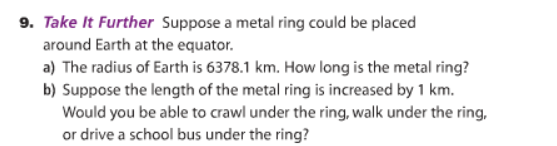 9. Take It Further Suppose a metal ring could be placed
around Earth at the equator.
a) The radius of Earth is 6378.1 km. How long is the metal ring?
b) Suppose the length of the metal ring is increased by 1 km.
Would you be able to crawl under the ring, walk under the ring,
or drive a school bus under the ring?